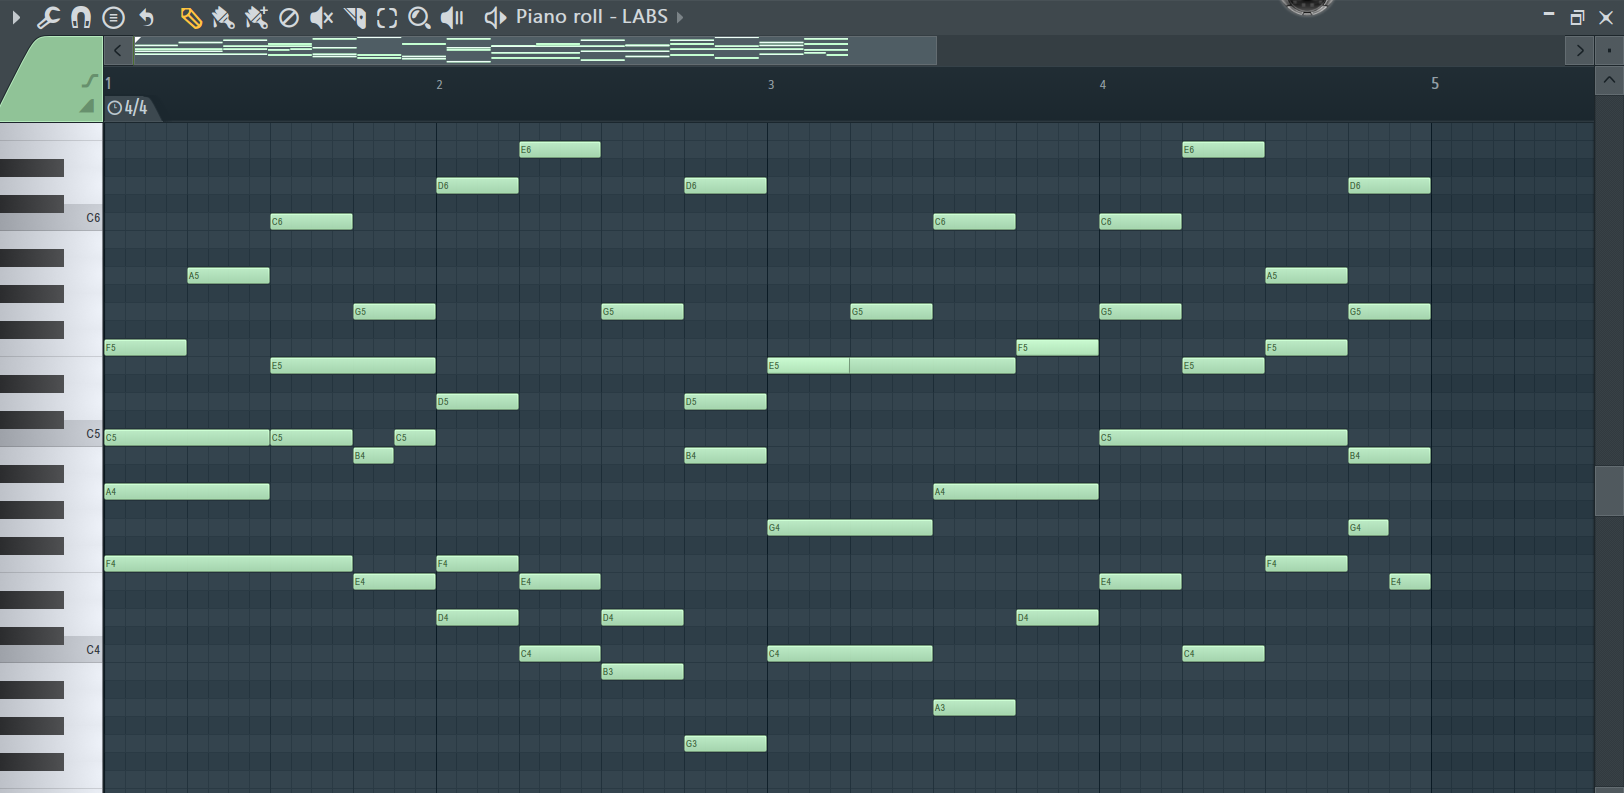 Piano roll - LABS
1 2 3 4 5
4/4
E6 E6
D6 D6 D6
C6 C6 C6 C6
A5 A5
G5 G5 G5 G5 G5
F5 F5 F5
E5 E5 E5
D5 D5
C5 C5 C5 C5 C5
B4 B4 B4
A4 A4
G4 G4
F4 F4 F4
E4 E4 E4 E4
D4 D4 D4
C4 C4 C4 C4
B3
A3
G3